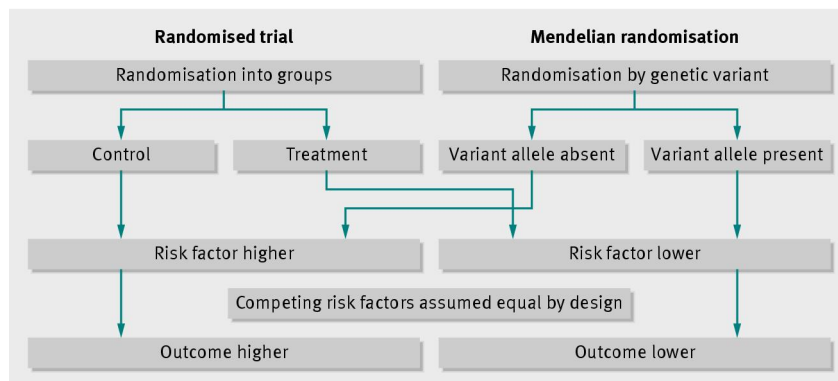 Randomised trial
Mendelian randomisation
Randomisation into groups
Randomisation by genetic variant
Control
Treatment
Variant allele absent
Variant allele present
Risk factor higher
Risk factor lower
Competing risk factors assumed equal by design
Outcome higher
Outcome lower